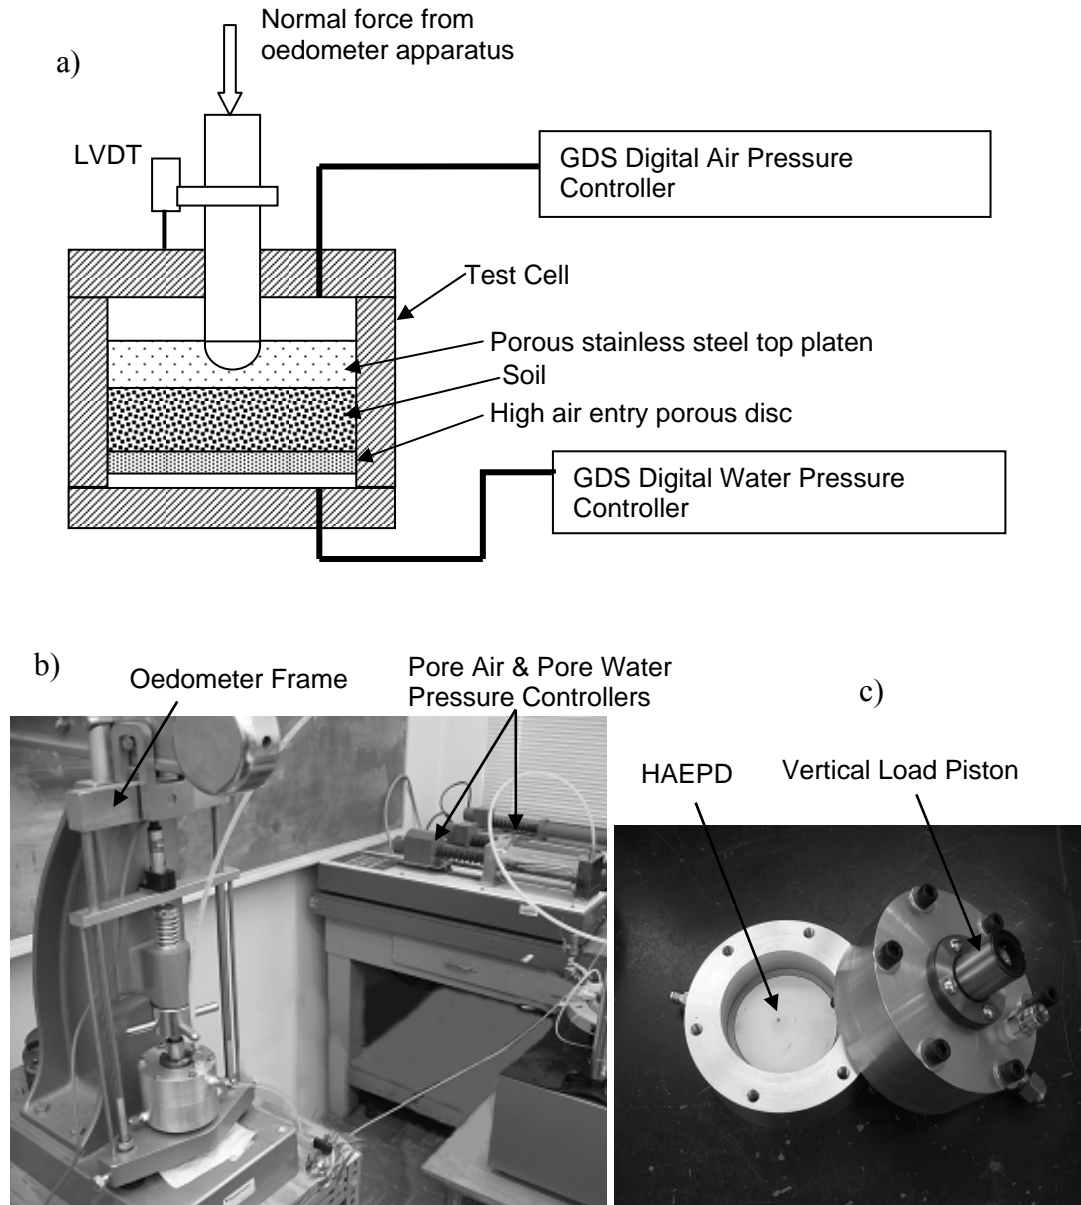 Normal force from
oedometer apparatus
a)
LVDT
GDS Digital Air Pressure
Controller
Test Cell
Porous stainless steel top platen
Soil
High air entry porous disc
GDS Digital Water Pressure
Controller
b)
Oedometer Frame
Pore Air & Pore Water
Pressure Controllers
c)
HAEPD
Vertical Load Piston